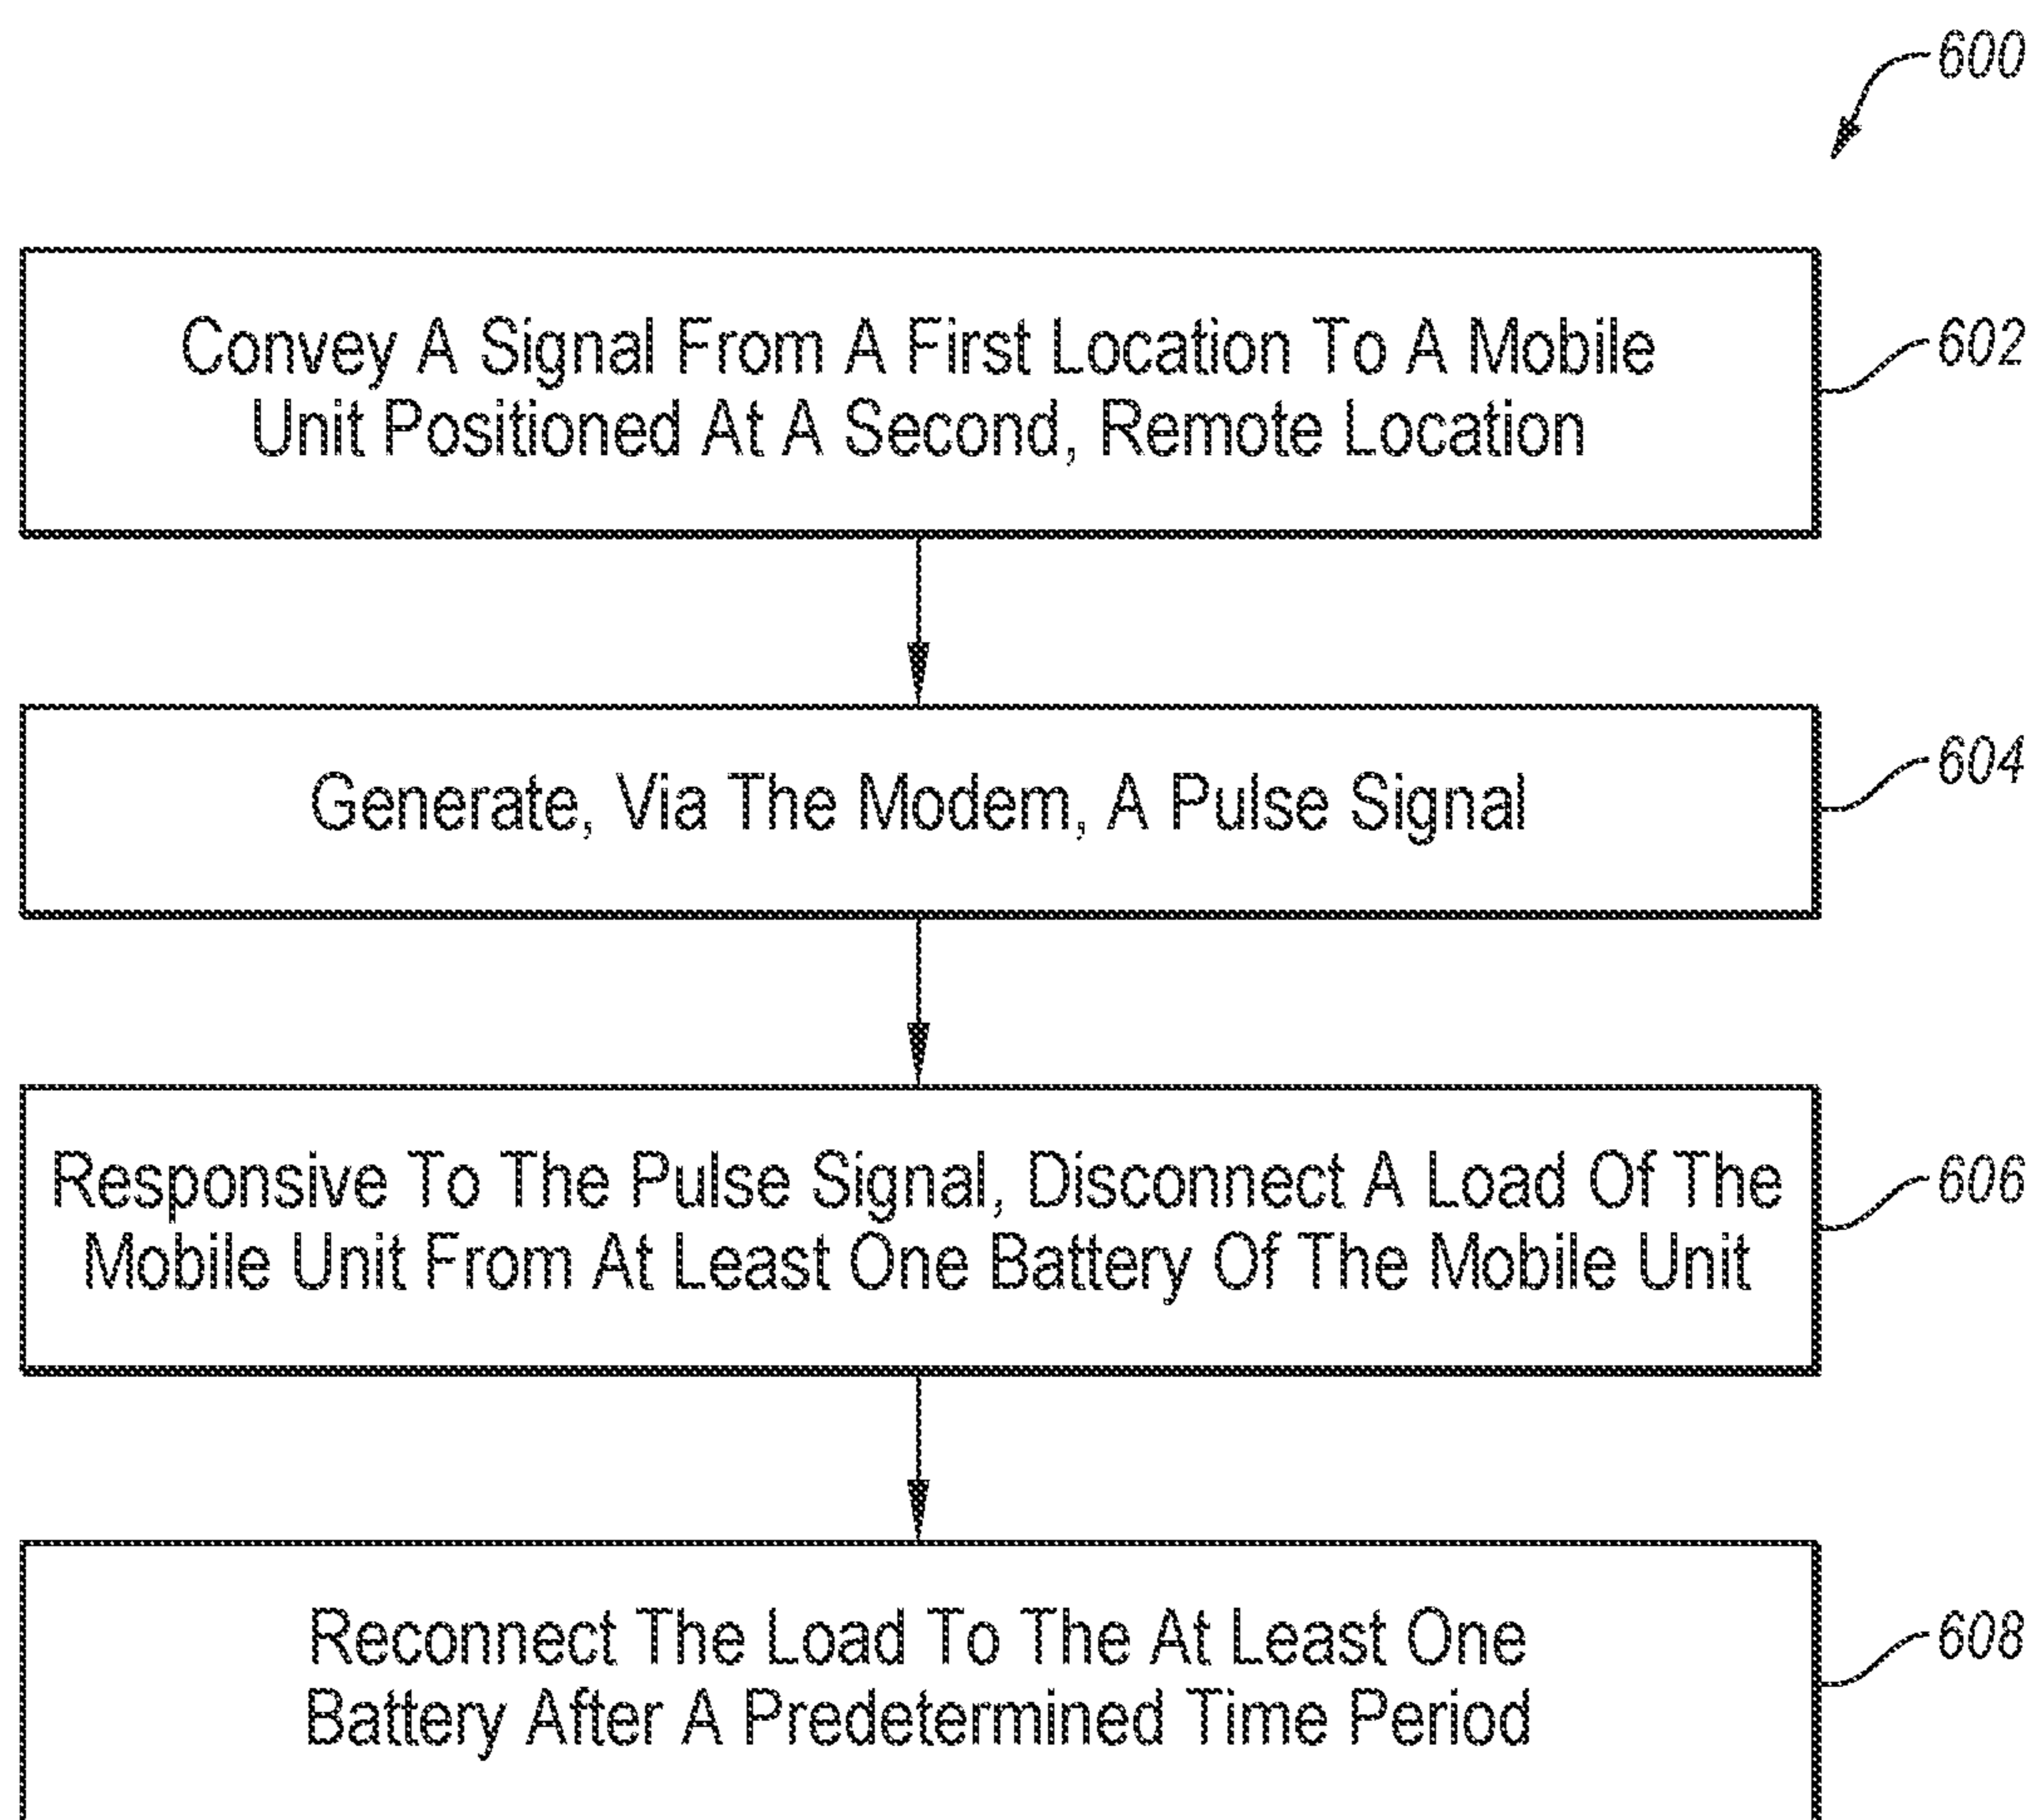 600
Convey A Signal From A First Location To A Mobile
Unit Positioned At A Second, Remote Location
602
Generate, Via The Modem, A Pulse Signal
604
Responsive To The Pulse Signal, Disconnect A Load Of The
Mobile Unit From At Least One Battery Of The Mobile Unit
606
Reconnect The Load To The At Least One
Battery After A Predetermined Time Period
608